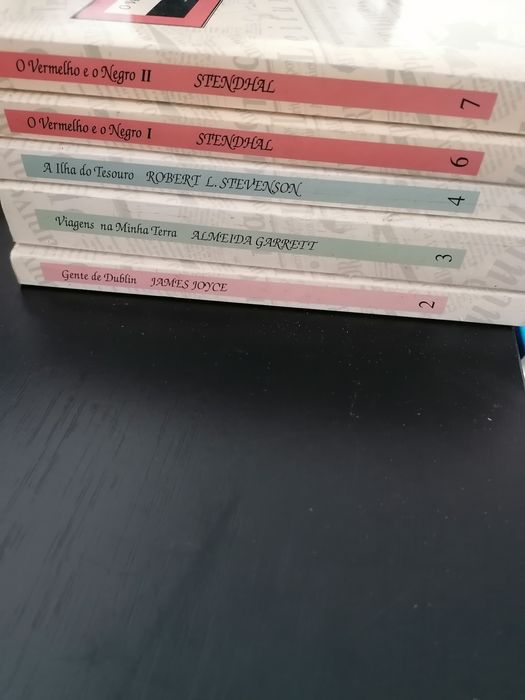 O Vermelho e o Negro II STENDHAL 7
O Vermelho e o Negro I STENDHAL 6
A Ilha do Tesouro ROBERT L. STEVENSON 4
Viagens na Minha Terra ALMEIDA GARRETT 3
Gente de Dublin JAMES JOYCE 2